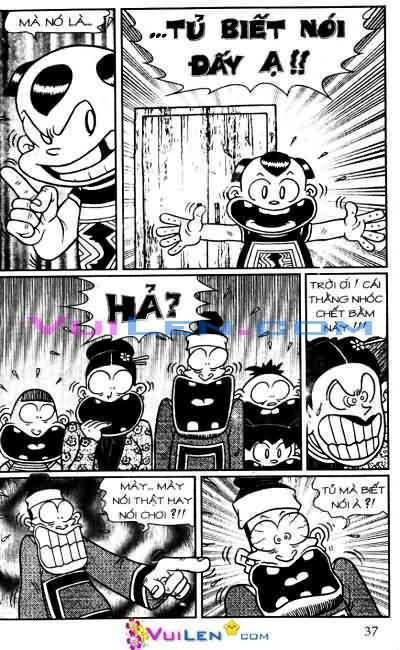 MÀ NÓ LÀ...
...TỦ BIẾT NÓI
ĐẤY Ạ!!
HẢ?
TRỜI ƠI! CÁI
THẰNG NHÓC
CHẾT BẰM
NÀY!!!
VuiLen.com
MÀY... MÀY
NÓI THẬT HAY
NÓI CHƠI?!!
TỦ MÀ BIẾT
NÓI À?!
37
VuiLen.com